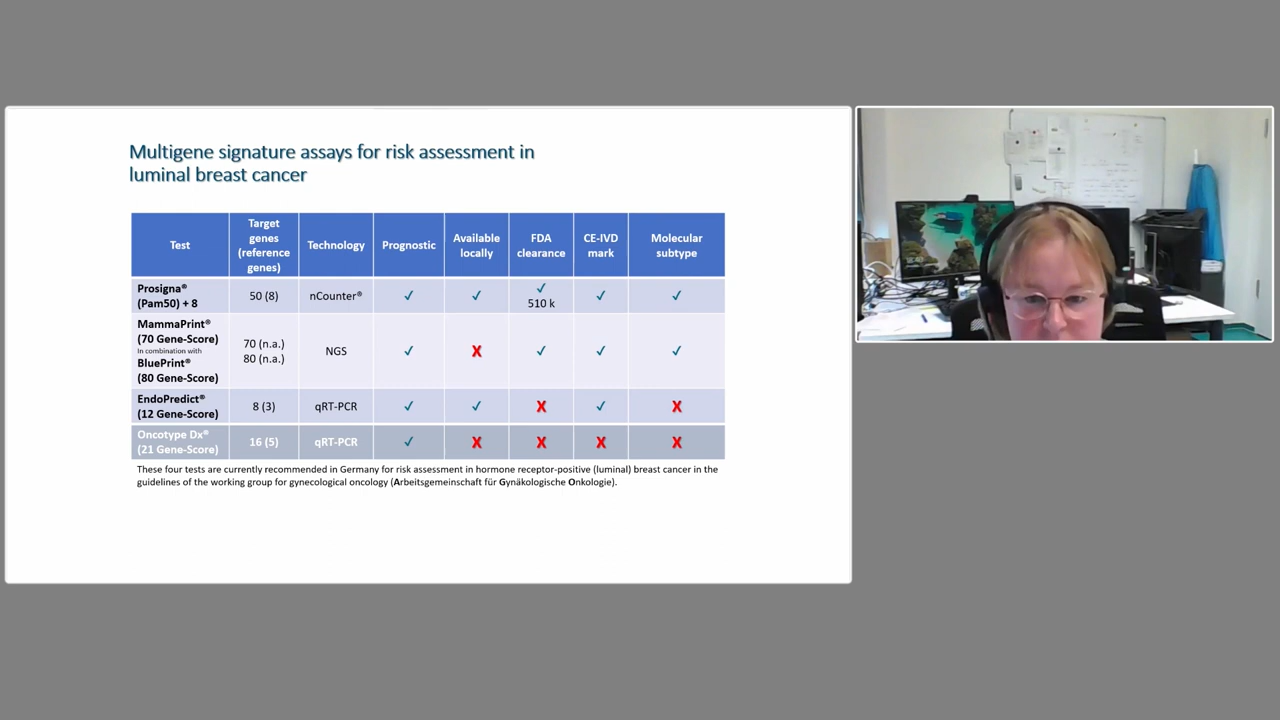 Multigene signature assays for risk assessment in
luminal breast cancer
Test
Target
genes
(reference
genes)
Technology
Prognostic
Available
locally
FDA
clearance
CE-IVD
mark
Molecular
subtype
Prosigna®
(Pam50) + 8
50 (8)
nCounter®
✓
✓
✓
510 k
✓
✓
MammaPrint®
(70 Gene-Score)
In combination with
BluePrint®
(80 Gene-Score)
70 (n.a.)
80 (n.a.)
NGS
✓
X
✓
✓
✓
EndoPredict®
(12 Gene-Score)
8 (3)
qRT-PCR
✓
✓
X
✓
X
Oncotype Dx®
(21 Gene-Score)
16 (5)
qRT-PCR
✓
X
X
X
X
These four tests are currently recommended in Germany for risk assessment in hormone receptor-positive (luminal) breast cancer in the
guidelines of the working group for gynecological oncology (Arbeitsgemeinschaft für Gynäkologische Onkologie).